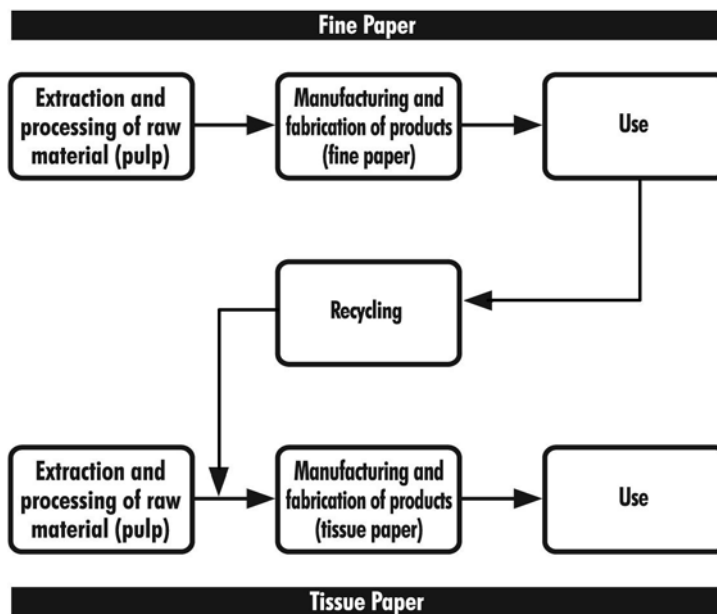 Fine Paper
Extraction and
processing of raw
material (pulp)
Manufacturing and
fabrication of products
(fine paper)
Use
Recycling
Extraction and
processing of raw
material (pulp)
Manufacturing and
fabrication of products
(tissue paper)
Use
Tissue Paper